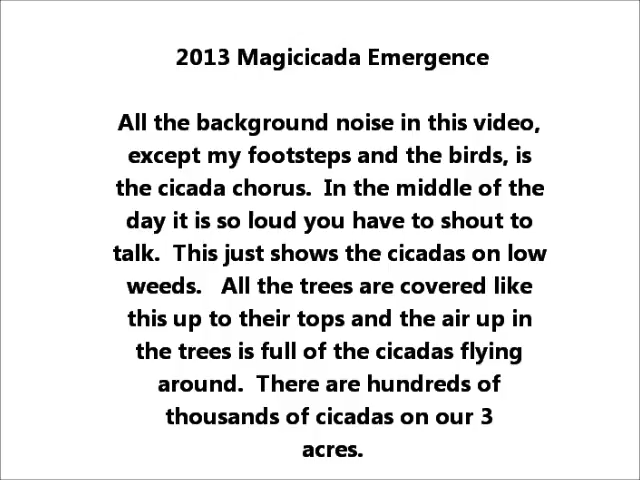 2013 Magicicada Emergence
All the background noise in this video,
except my footsteps and the birds, is
the cicada chorus.  In the middle of the
day it is so loud you have to shout to
talk.  This just shows the cicadas on low
weeds.   All the trees are covered like
this up to their tops and the air up in
the trees is full of the cicadas flying
around.  There are hundreds of
thousands of cicadas on our 3
acres.